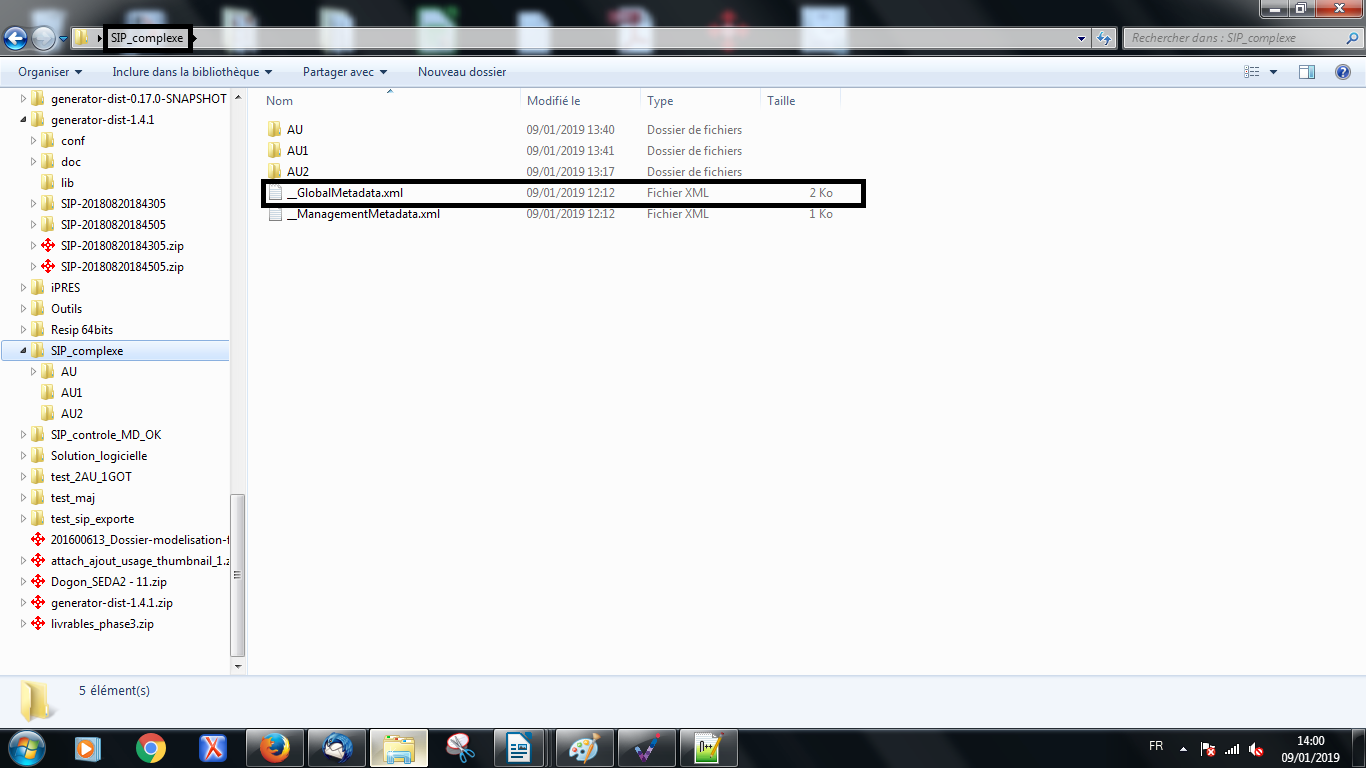 SIP_complexe
Rechercher dans : SIP_complexe
Organiser Inclure dans la bibliothèque Partager avec Nouveau dossier
generator-dist-0.17.0-SNAPSHOT
generator-dist-1.4.1
conf
doc
lib
SIP-20180820184305
SIP-20180820184505
SIP-20180820184305.zip
SIP-20180820184505.zip
iPRES
Outils
Resip 64bits
SIP_complexe
AU
AU1
AU2
SIP_controle_MD_OK
Solution_logicielle
test_2AU_1GOT
test_maj
test_sip_exporte
201600613_Dossier-modelisation-
attach_ajout_usage_thumbnail_1.z
Dogon_SEDA2 - 11.zip
generator-dist-1.4.1.zip
livrables_phase3.zip
Nom Modifié le Type Taille
AU 09/01/2019 13:40 Dossier de fichiers
AU1 09/01/2019 13:41 Dossier de fichiers
AU2 09/01/2019 13:17 Dossier de fichiers
__GlobalMetadata.xml 09/01/2019 12:12 Fichier XML 2 Ko
__ManagementMetadata.xml 09/01/2019 12:12 Fichier XML 1 Ko
5 élément(s)
FR
14:00
09/01/2019